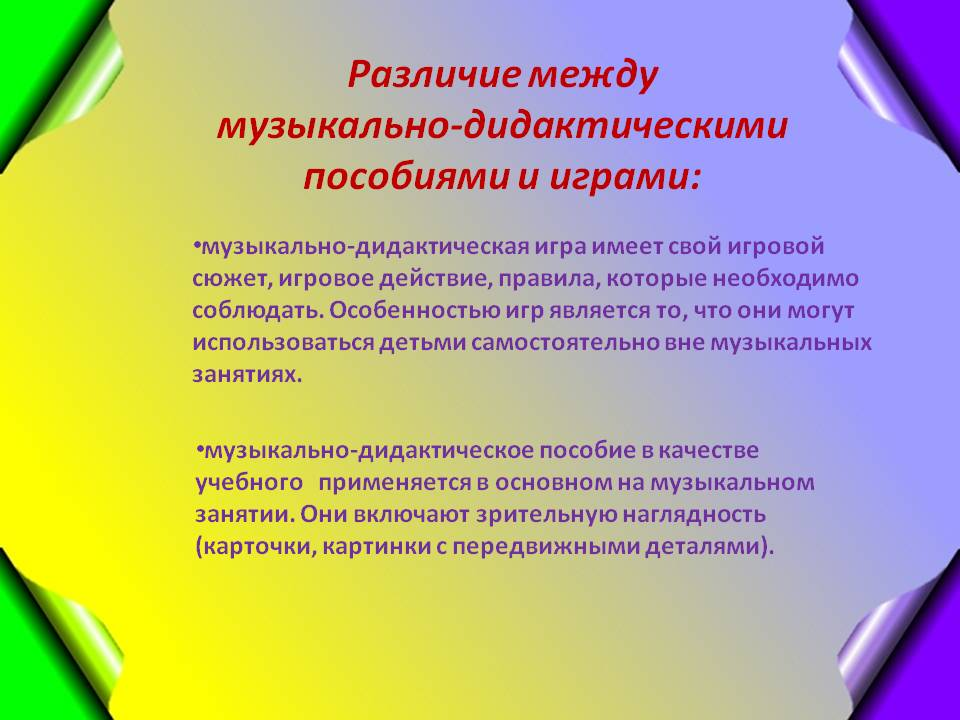 Различие между
музыкально-дидактическими
пособиями и играми:
•музыкально-дидактическая игра имеет свой игровой
сюжет, игровое действие, правила, которые необходимо
соблюдать. Особенностью игр является то, что они могут
использоваться детьми самостоятельно вне музыкальных
занятиях.
•музыкально-дидактическое пособие в качестве
учебного применяется в основном на музыкальном
занятии. Они включают зрительную наглядность
(карточки, картинки с передвижными деталями).